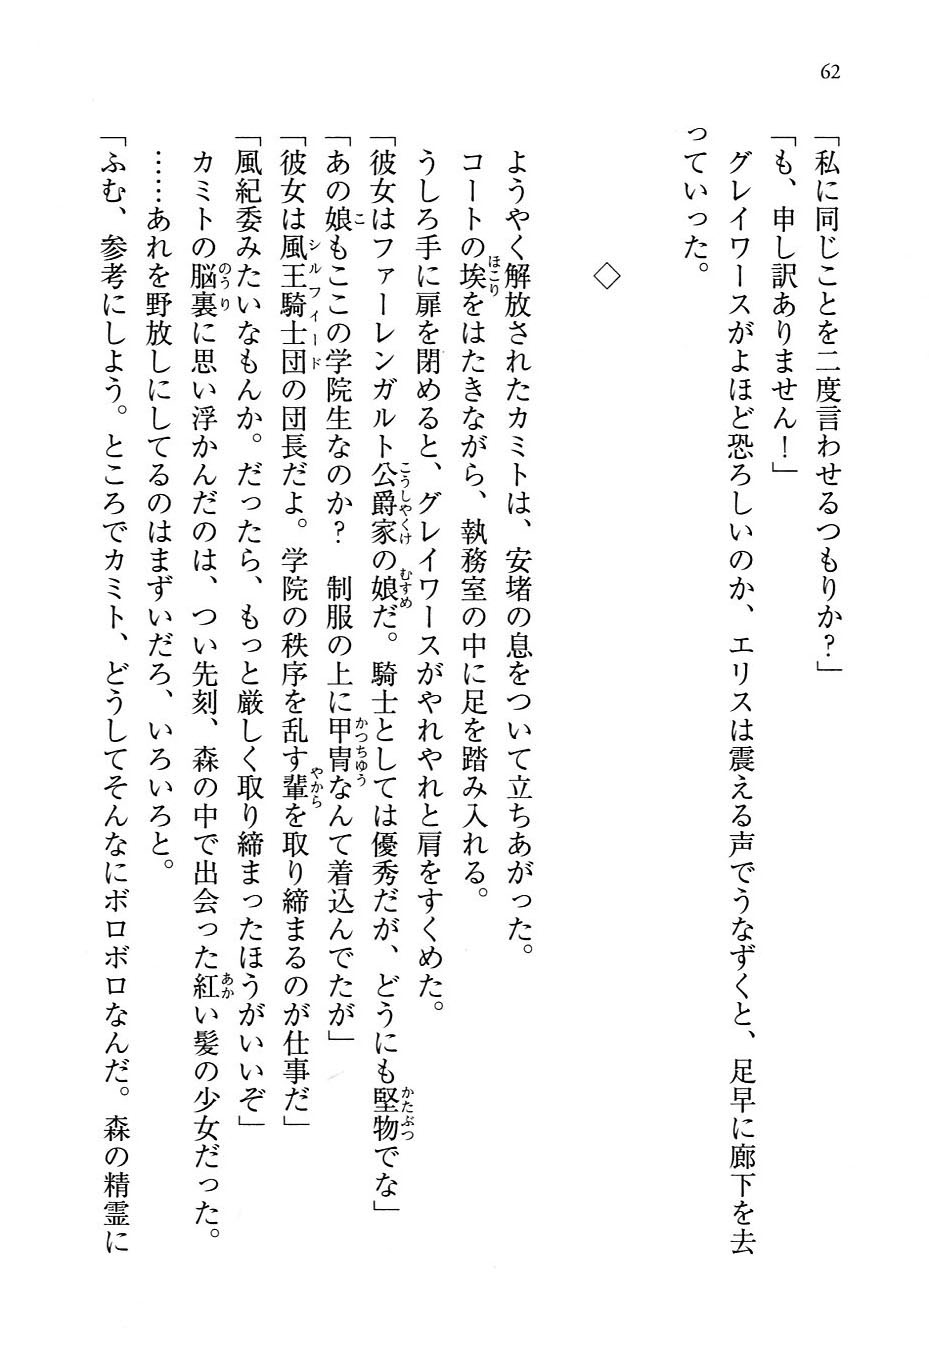 62
「私に同じことを二度言わせるつもりか?」
「も、申し訳ありません!」
グレイワースがよほど恐ろしいのか、エリスは震える声でうなずくと、足早に廊下を去
っていった。
◇
ようやく解放されたカミトは、安堵の息をついて立ちあがった。
コートの埃をはたきながら、執務室の中に足を踏み入れる。
うしろ手に扉を閉めると、グレイワースがやれやれと肩をすくめた。
「彼女はファーレンガルト公爵家の娘だ。騎士としては優秀だが、どうにも堅物でな」
「あの娘もここの学院生なのか? 制服の上に甲冑なんて着込んでたが」
「彼女は風王騎士団の団長だよ。学院の秩序を乱す輩を取り締まるのが仕事だ」
「風紀委みたいなもんか。だったら、もっと厳しく取り締まったほうがいいぞ」
カミトの脳裏に思い浮かんだのは、つい先刻、森の中で出会った紅い髪の少女だった。
……あれを野放しにしてるのはまずいだろ、いろいろと。
「ふむ、参考にしよう。ところでカミト、どうしてそんなにボロボロなんだ。森の精霊に